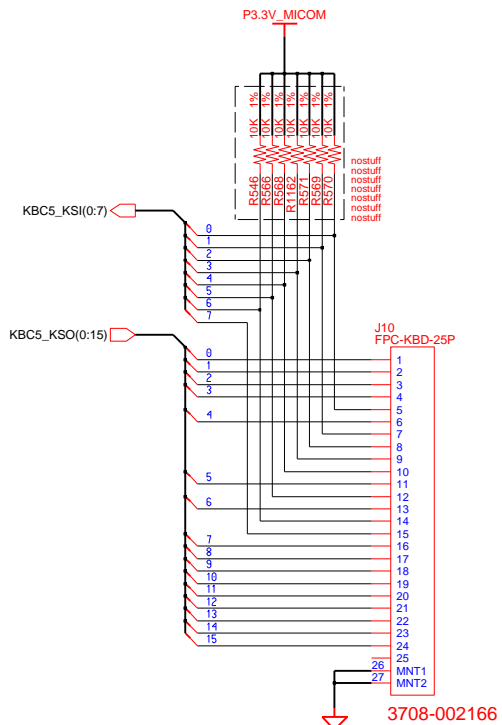 P3.3V_MICOM
10K 1%
10K 1%
10K 1%
10K 1%
10K 1%
10K 1%
10K 1%
R546
R566
R568
R1162
R571
R569
R570
nostuff
nostuff
nostuff
nostuff
nostuff
nostuff
nostuff
KBC5_KSI(0:7)
0
1
2
3
4
5
6
7
KBC5_KSO(0:15)
J10
FPC-KBD-25P
0 1
1 2
2 3
3 4
5
4 6
7
8
9
10
5 11
12
6 13
14
15
7 16
8 17
9 18
10 19
11 20
12 21
13 22
14 23
15 24
25
26 MNT1
27 MNT2
3708-002166